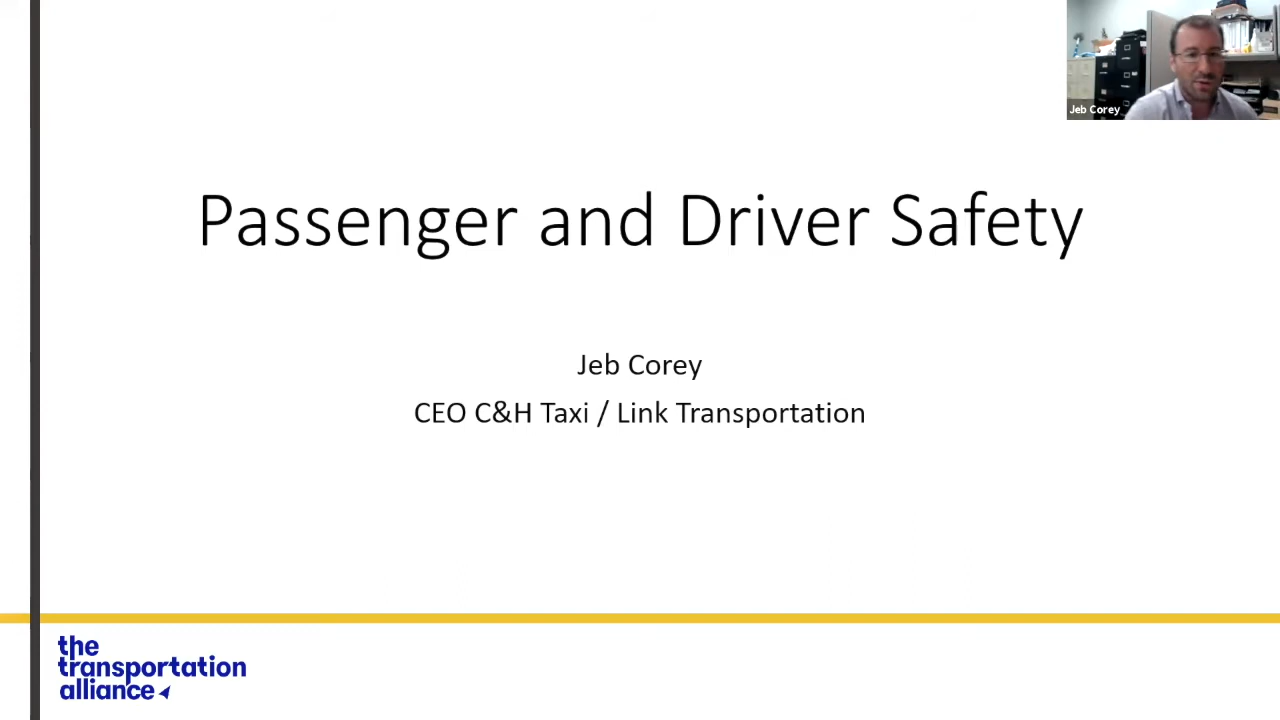 Jeb Corey
Passenger and Driver Safety
Jeb Corey
CEO C&H Taxi / Link Transportation
the
transportation
alliance